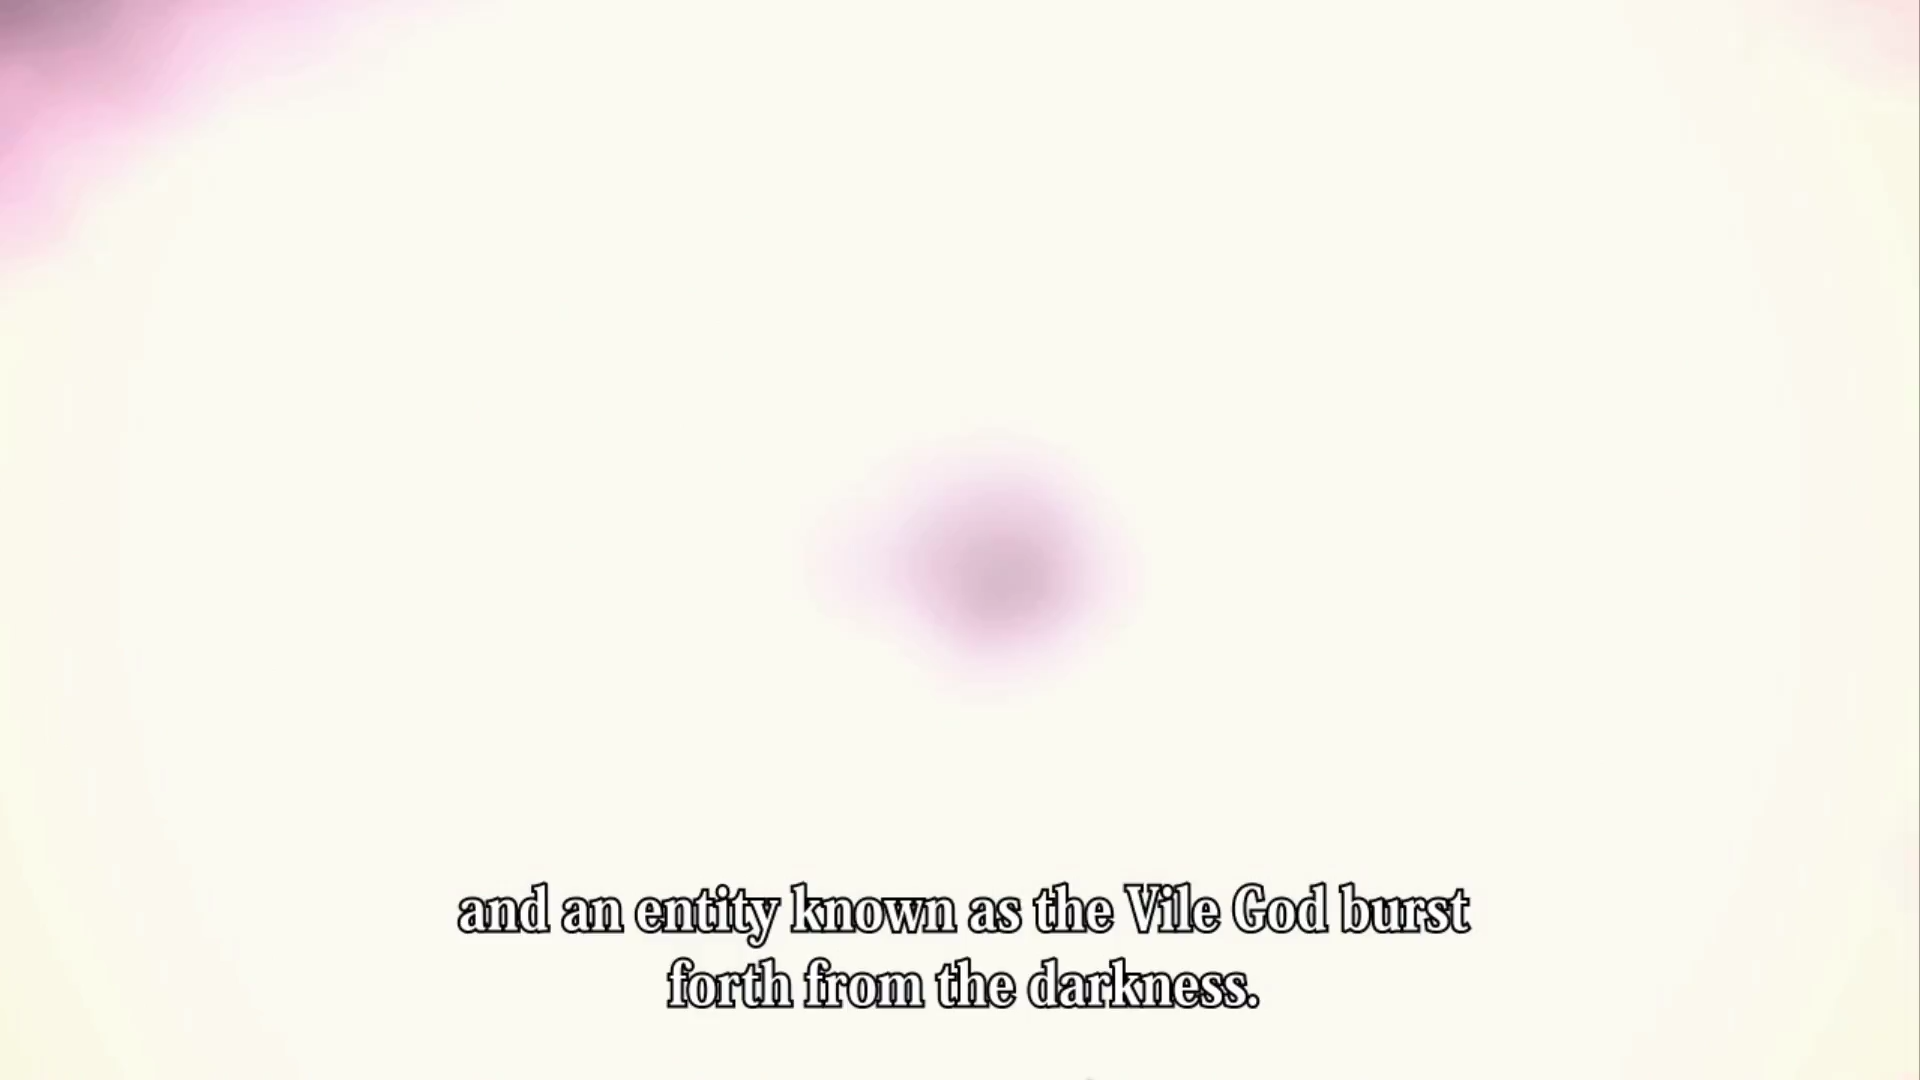 and an entity known as the Vile God burst
forth from the darkness.